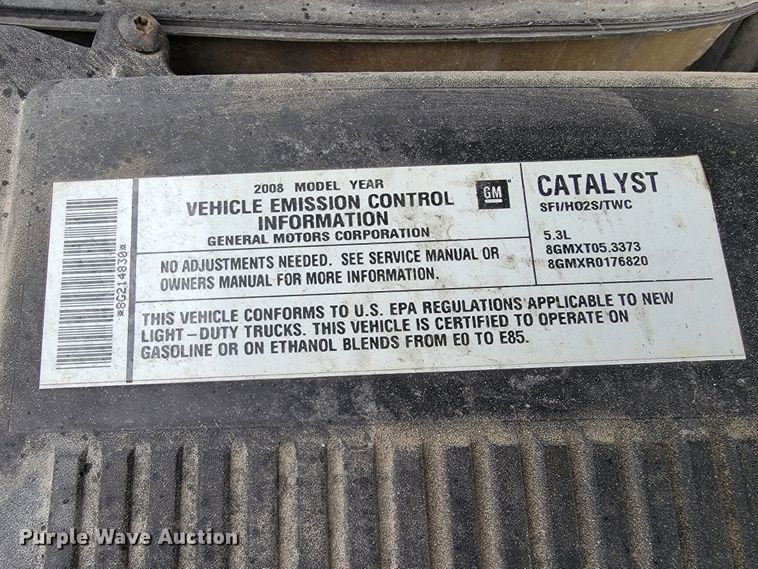 2008 MODEL YEAR
VEHICLE EMISSION CONTROL
INFORMATION
GENERAL MOTORS CORPORATION
GM
CATALYST
SFI/HO2S/TWC
5.3L
8GMXT05.3373
8GMXR0176820
NO ADJUSTMENTS NEEDED. SEE SERVICE MANUAL OR
OWNERS MANUAL FOR MORE INFORMATION.
THIS VEHICLE CONFORMS TO U.S. EPA REGULATIONS APPLICABLE TO NEW
LIGHT-DUTY TRUCKS. THIS VEHICLE IS CERTIFIED TO OPERATE ON
GASOLINE OR ON ETHANOL BLENDS FROM E0 TO E85.
*8G214830*
Purple Wave Auction